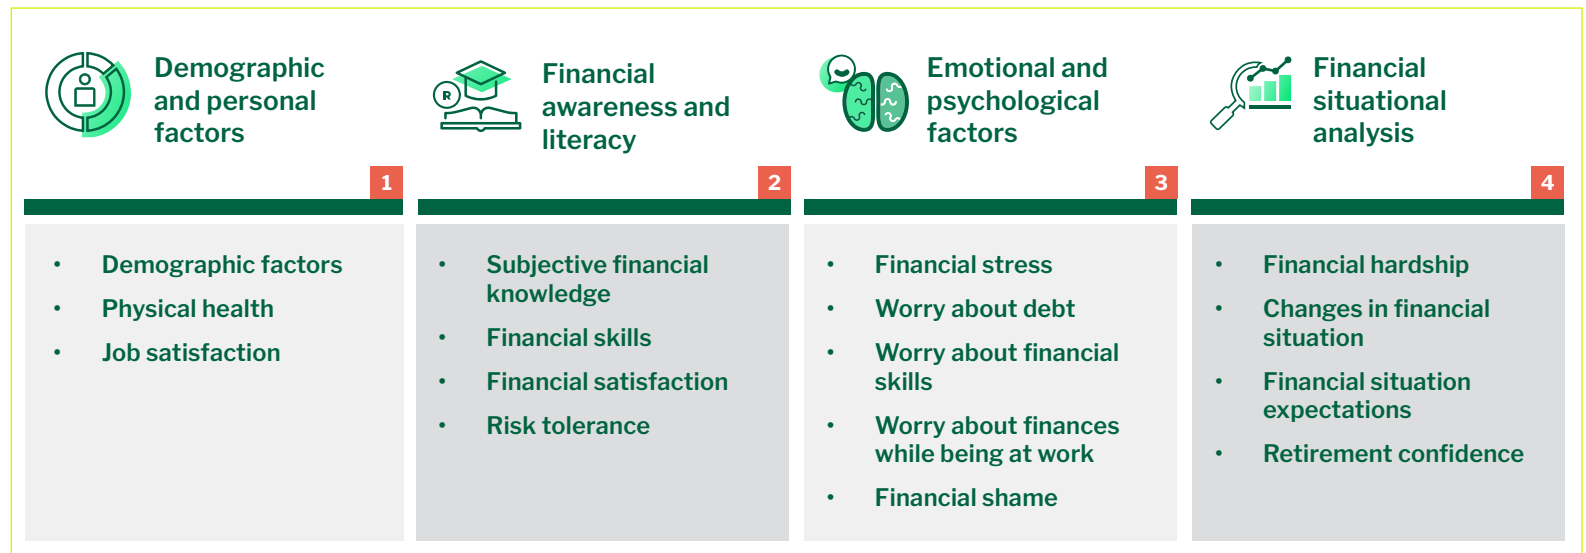 Demographic
and personal
factors
1
• Demographic factors
• Physical health
• Job satisfaction
R
Financial
awareness and
literacy
2
• Subjective financial
knowledge
• Financial skills
• Financial satisfaction
• Risk tolerance
Emotional and
psychological
factors
3
• Financial stress
• Worry about debt
• Worry about financial
skills
• Worry about finances
while being at work
• Financial shame
Financial
situational
analysis
4
• Financial hardship
• Changes in financial
situation
• Financial situation
expectations
• Retirement confidence